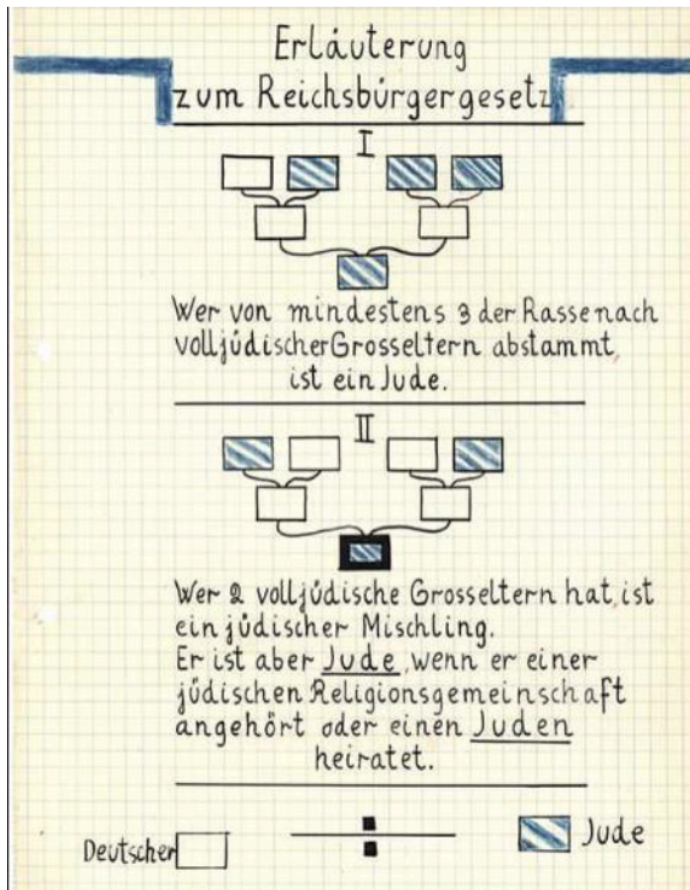 Erläuterung
zum Reichsbürgergesetz
I
Wer von mindestens 3 der Rasse nach
volljüdischer Grosseltern abstammt,
ist ein Jude.
II
Wer 2 volljüdische Grosseltern hat, ist
ein jüdischer Mischling.
Er ist aber Jude, wenn er einer
jüdischen Religionsgemeinschaft
angehört oder einen Juden
heiratet.
Deutscher
Jude